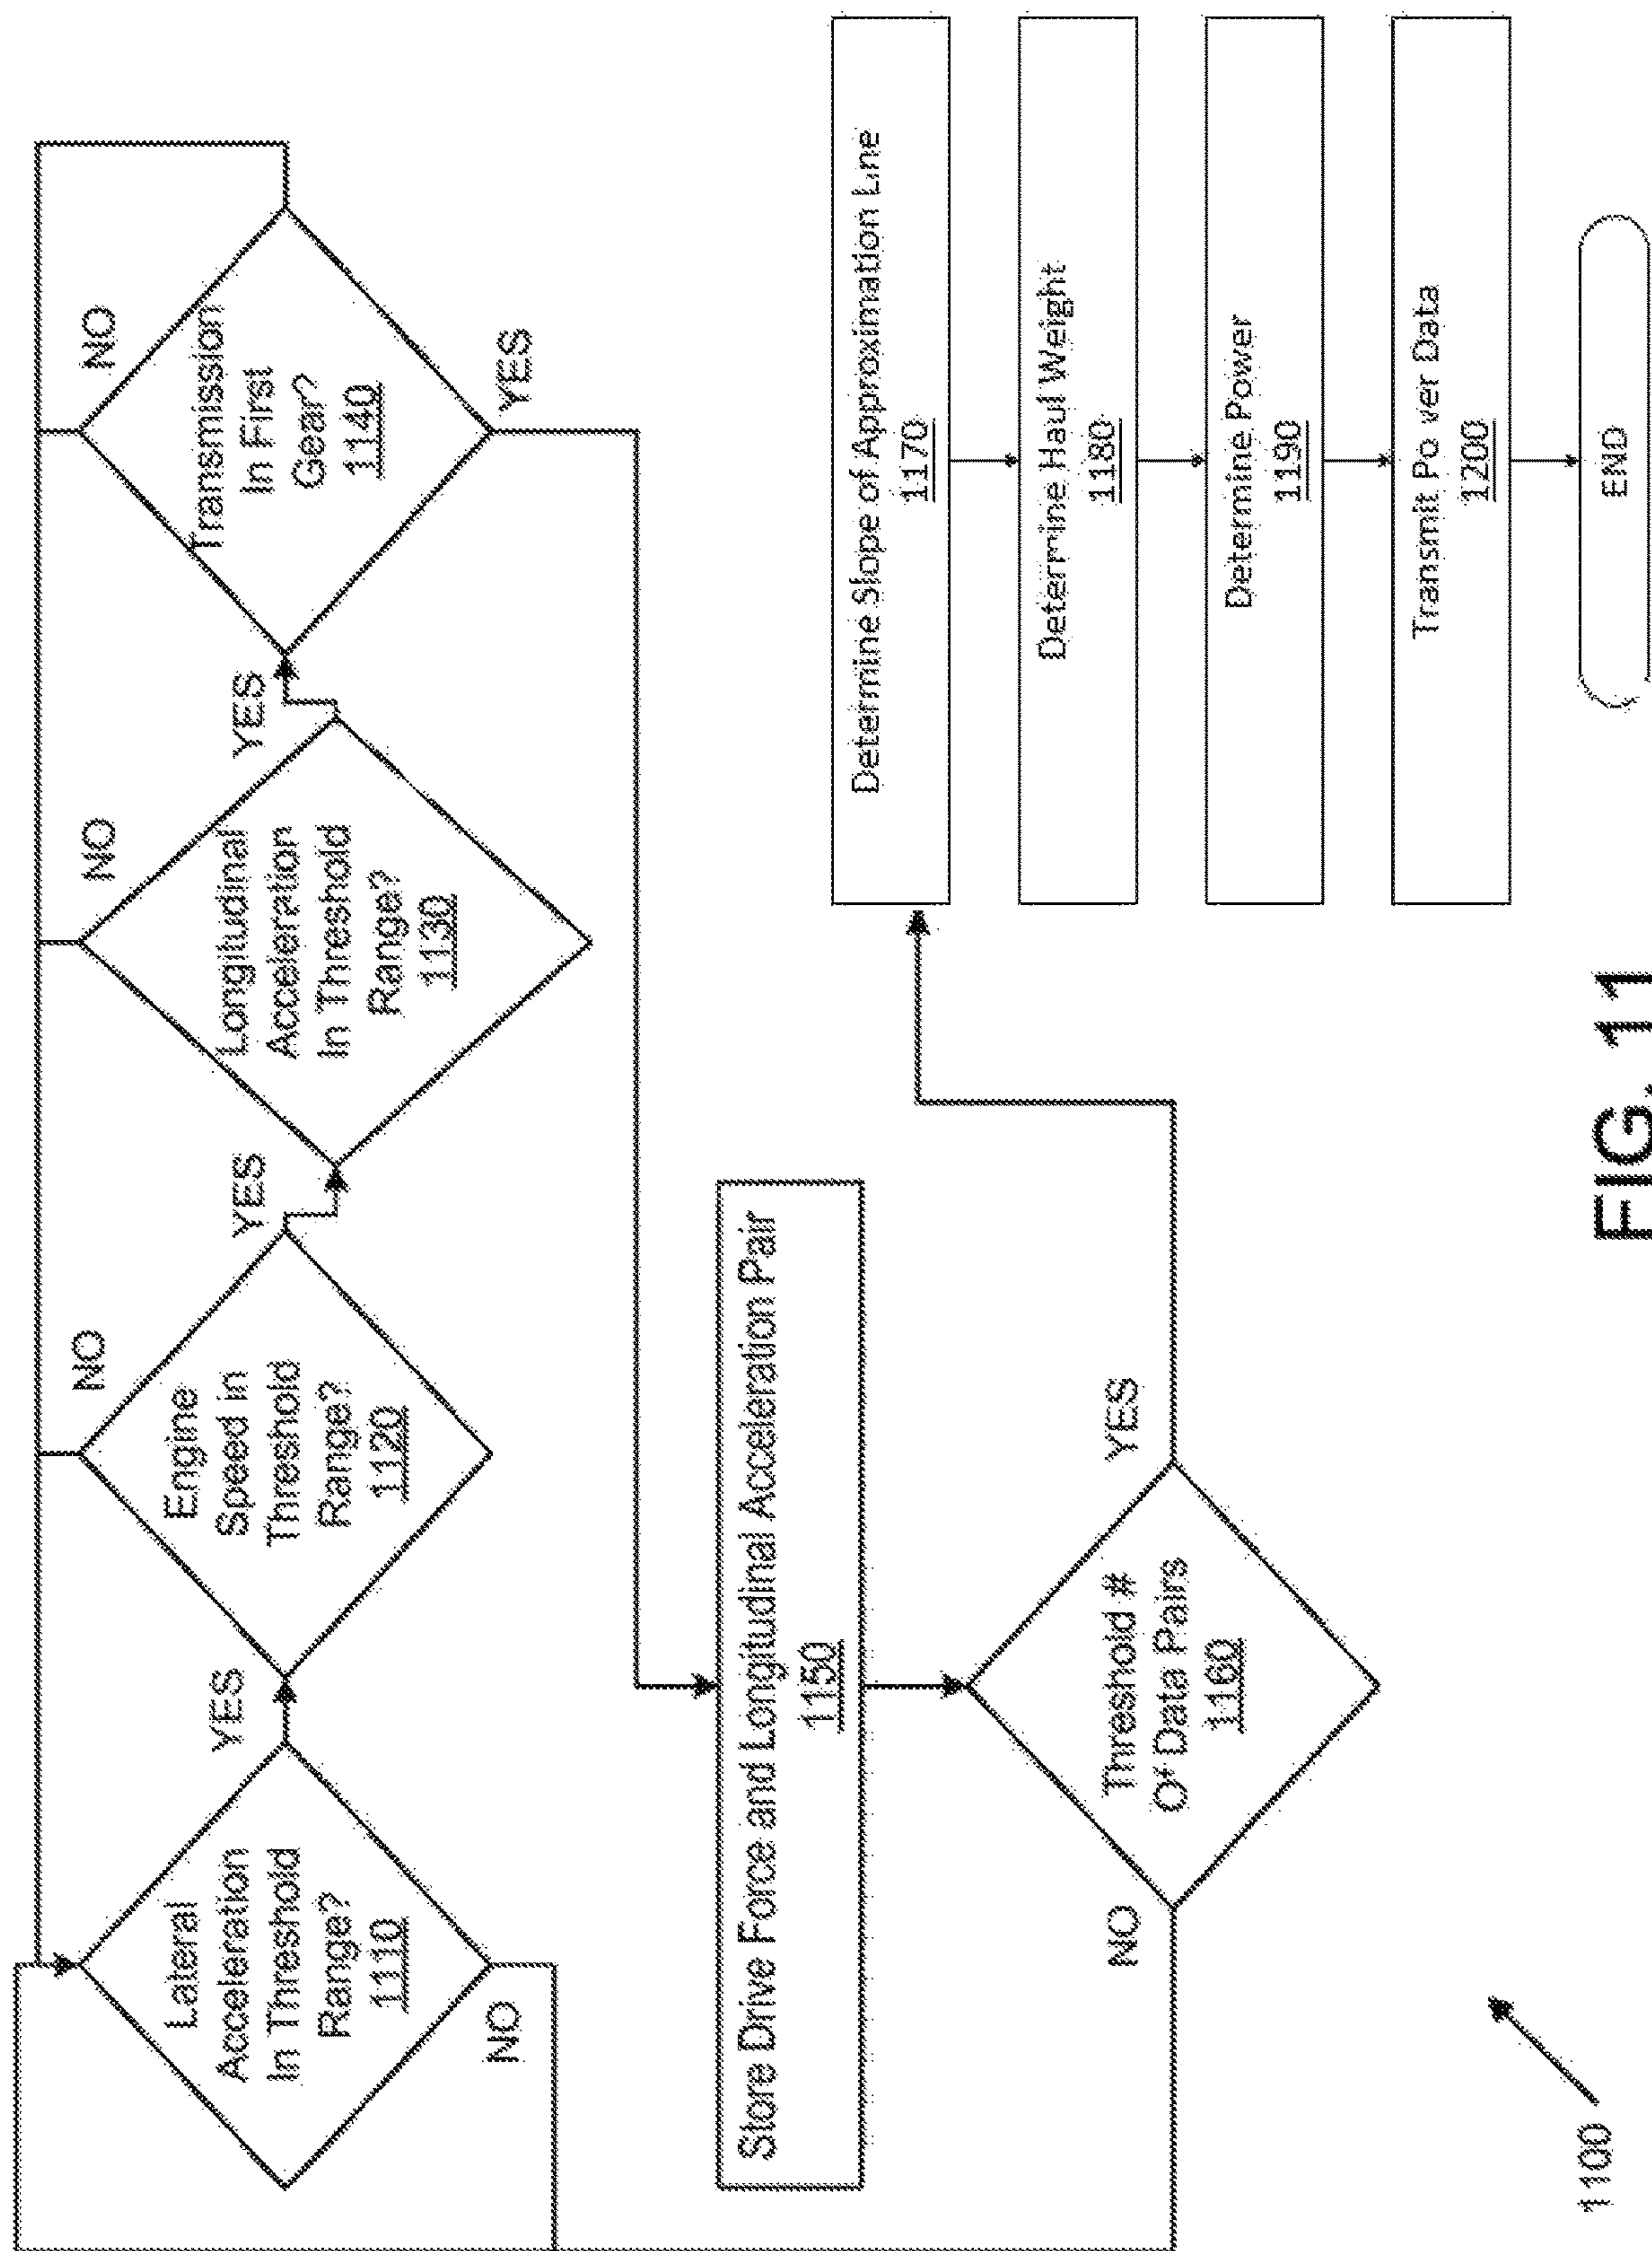 Lateral
Acceleration
In Threshold
Range?
1110
YES
NO
Engine
Speed in
Threshold
Range?
1120
NO
YES
Longitudinal
Acceleration
In Threshold
Range?
1130
NO
YES
Transmission
In First
Gear?
1140
NO
YES
Store Drive Force and Longitudinal Acceleration Pair
1150
Threshold #
Of Data Pairs
1160
NO
YES
Determine Slope of Approximation Line
1170
Determine Haul Weight
1180
Determine Power
1190
Transmit Power Data
1200
END
1100
FIG. 11